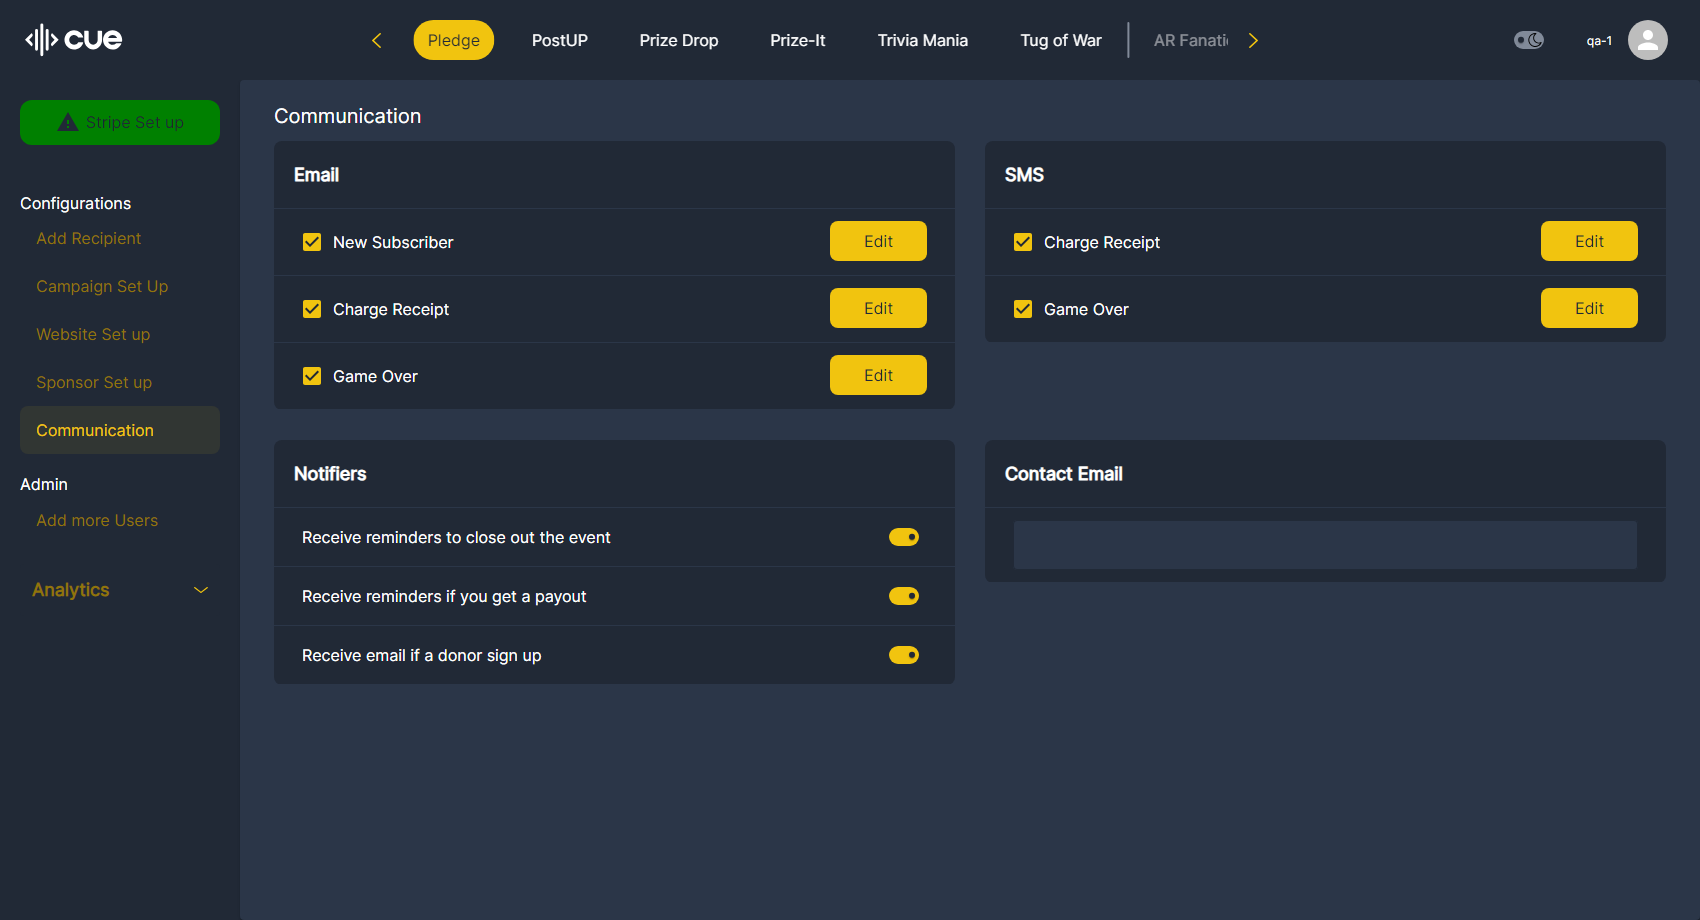 cue
Pledge PostUP Prize Drop Prize-It Trivia Mania Tug of War AR Fanati
qa-1
Stripe Set up
Configurations
Add Recipient
Campaign Set Up
Website Set up
Sponsor Set up
Communication
Admin
Add more Users
Analytics
Communication
Email
New Subscriber Edit
Charge Receipt Edit
Game Over Edit
SMS
Charge Receipt Edit
Game Over Edit
Notifiers
Receive reminders to close out the event
Receive reminders if you get a payout
Receive email if a donor sign up
Contact Email